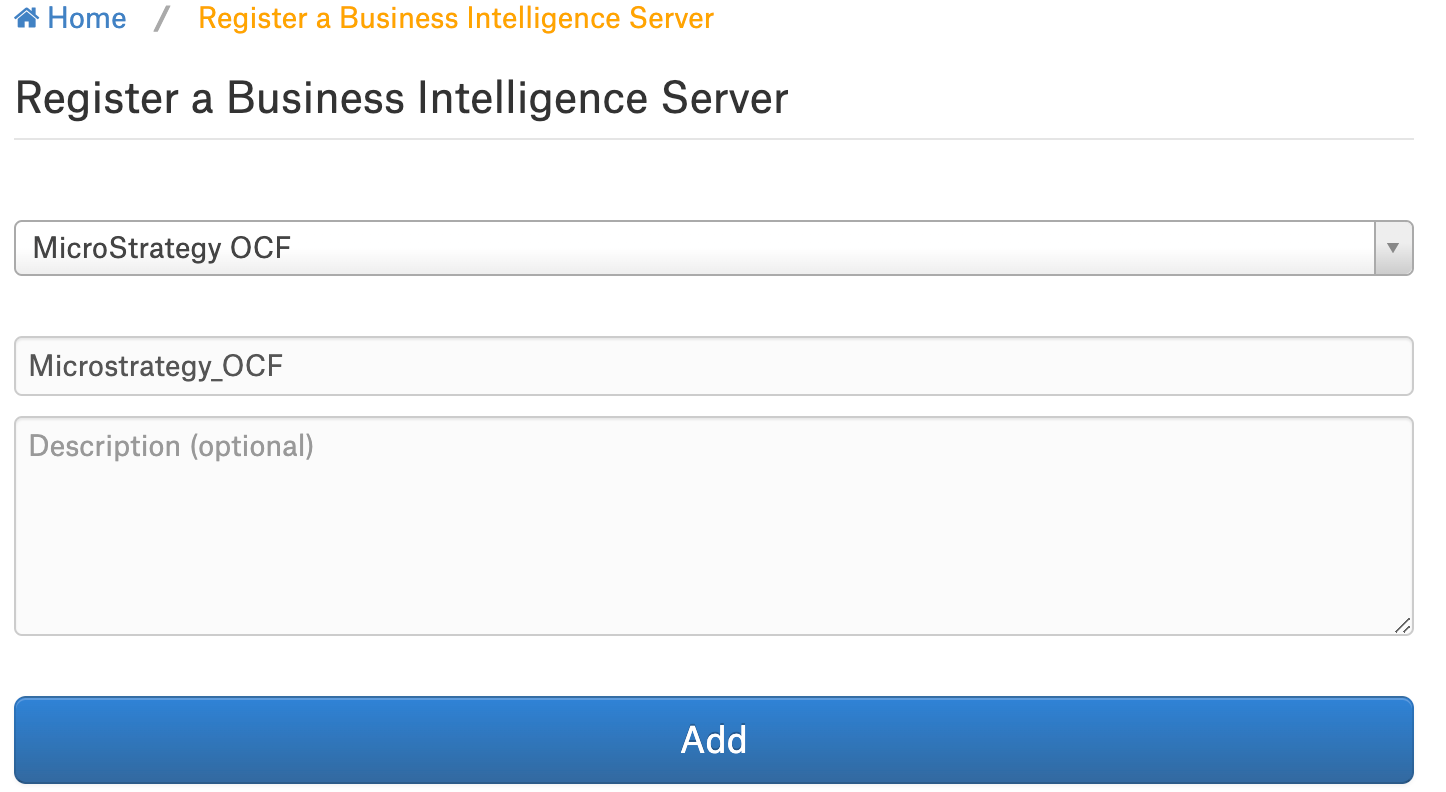 Home / Register a Business Intelligence Server
Register a Business Intelligence Server
MicroStrategy OCF
Microstrategy_OCF
Description (optional)
Add